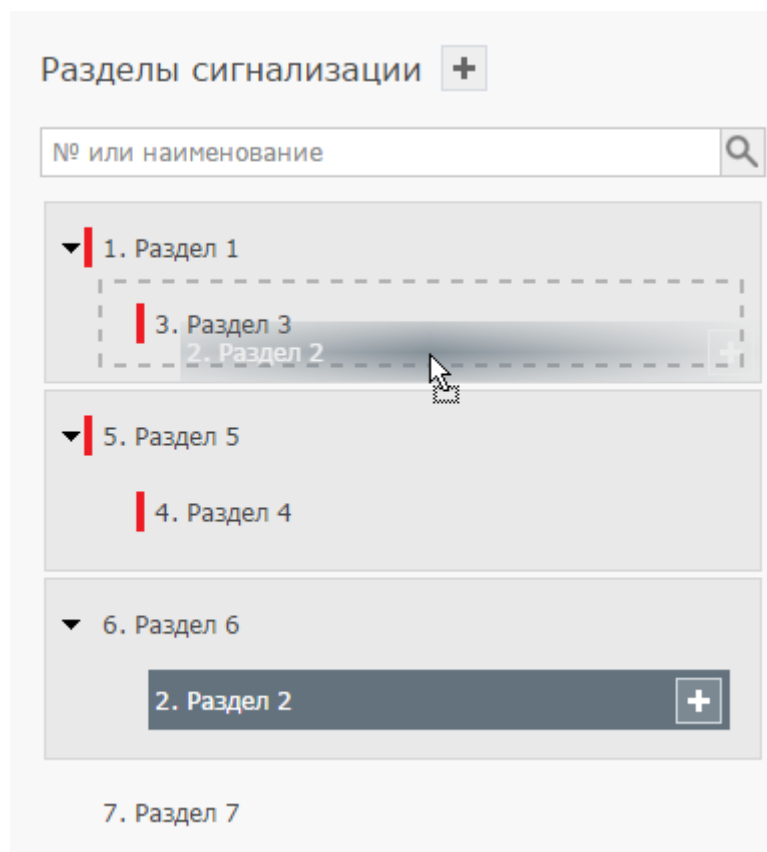 Разделы сигнализации
№ или наименование
1. Раздел 1
3. Раздел 3
2. Раздел 2
5. Раздел 5
4. Раздел 4
6. Раздел 6
2. Раздел 2
7. Раздел 7